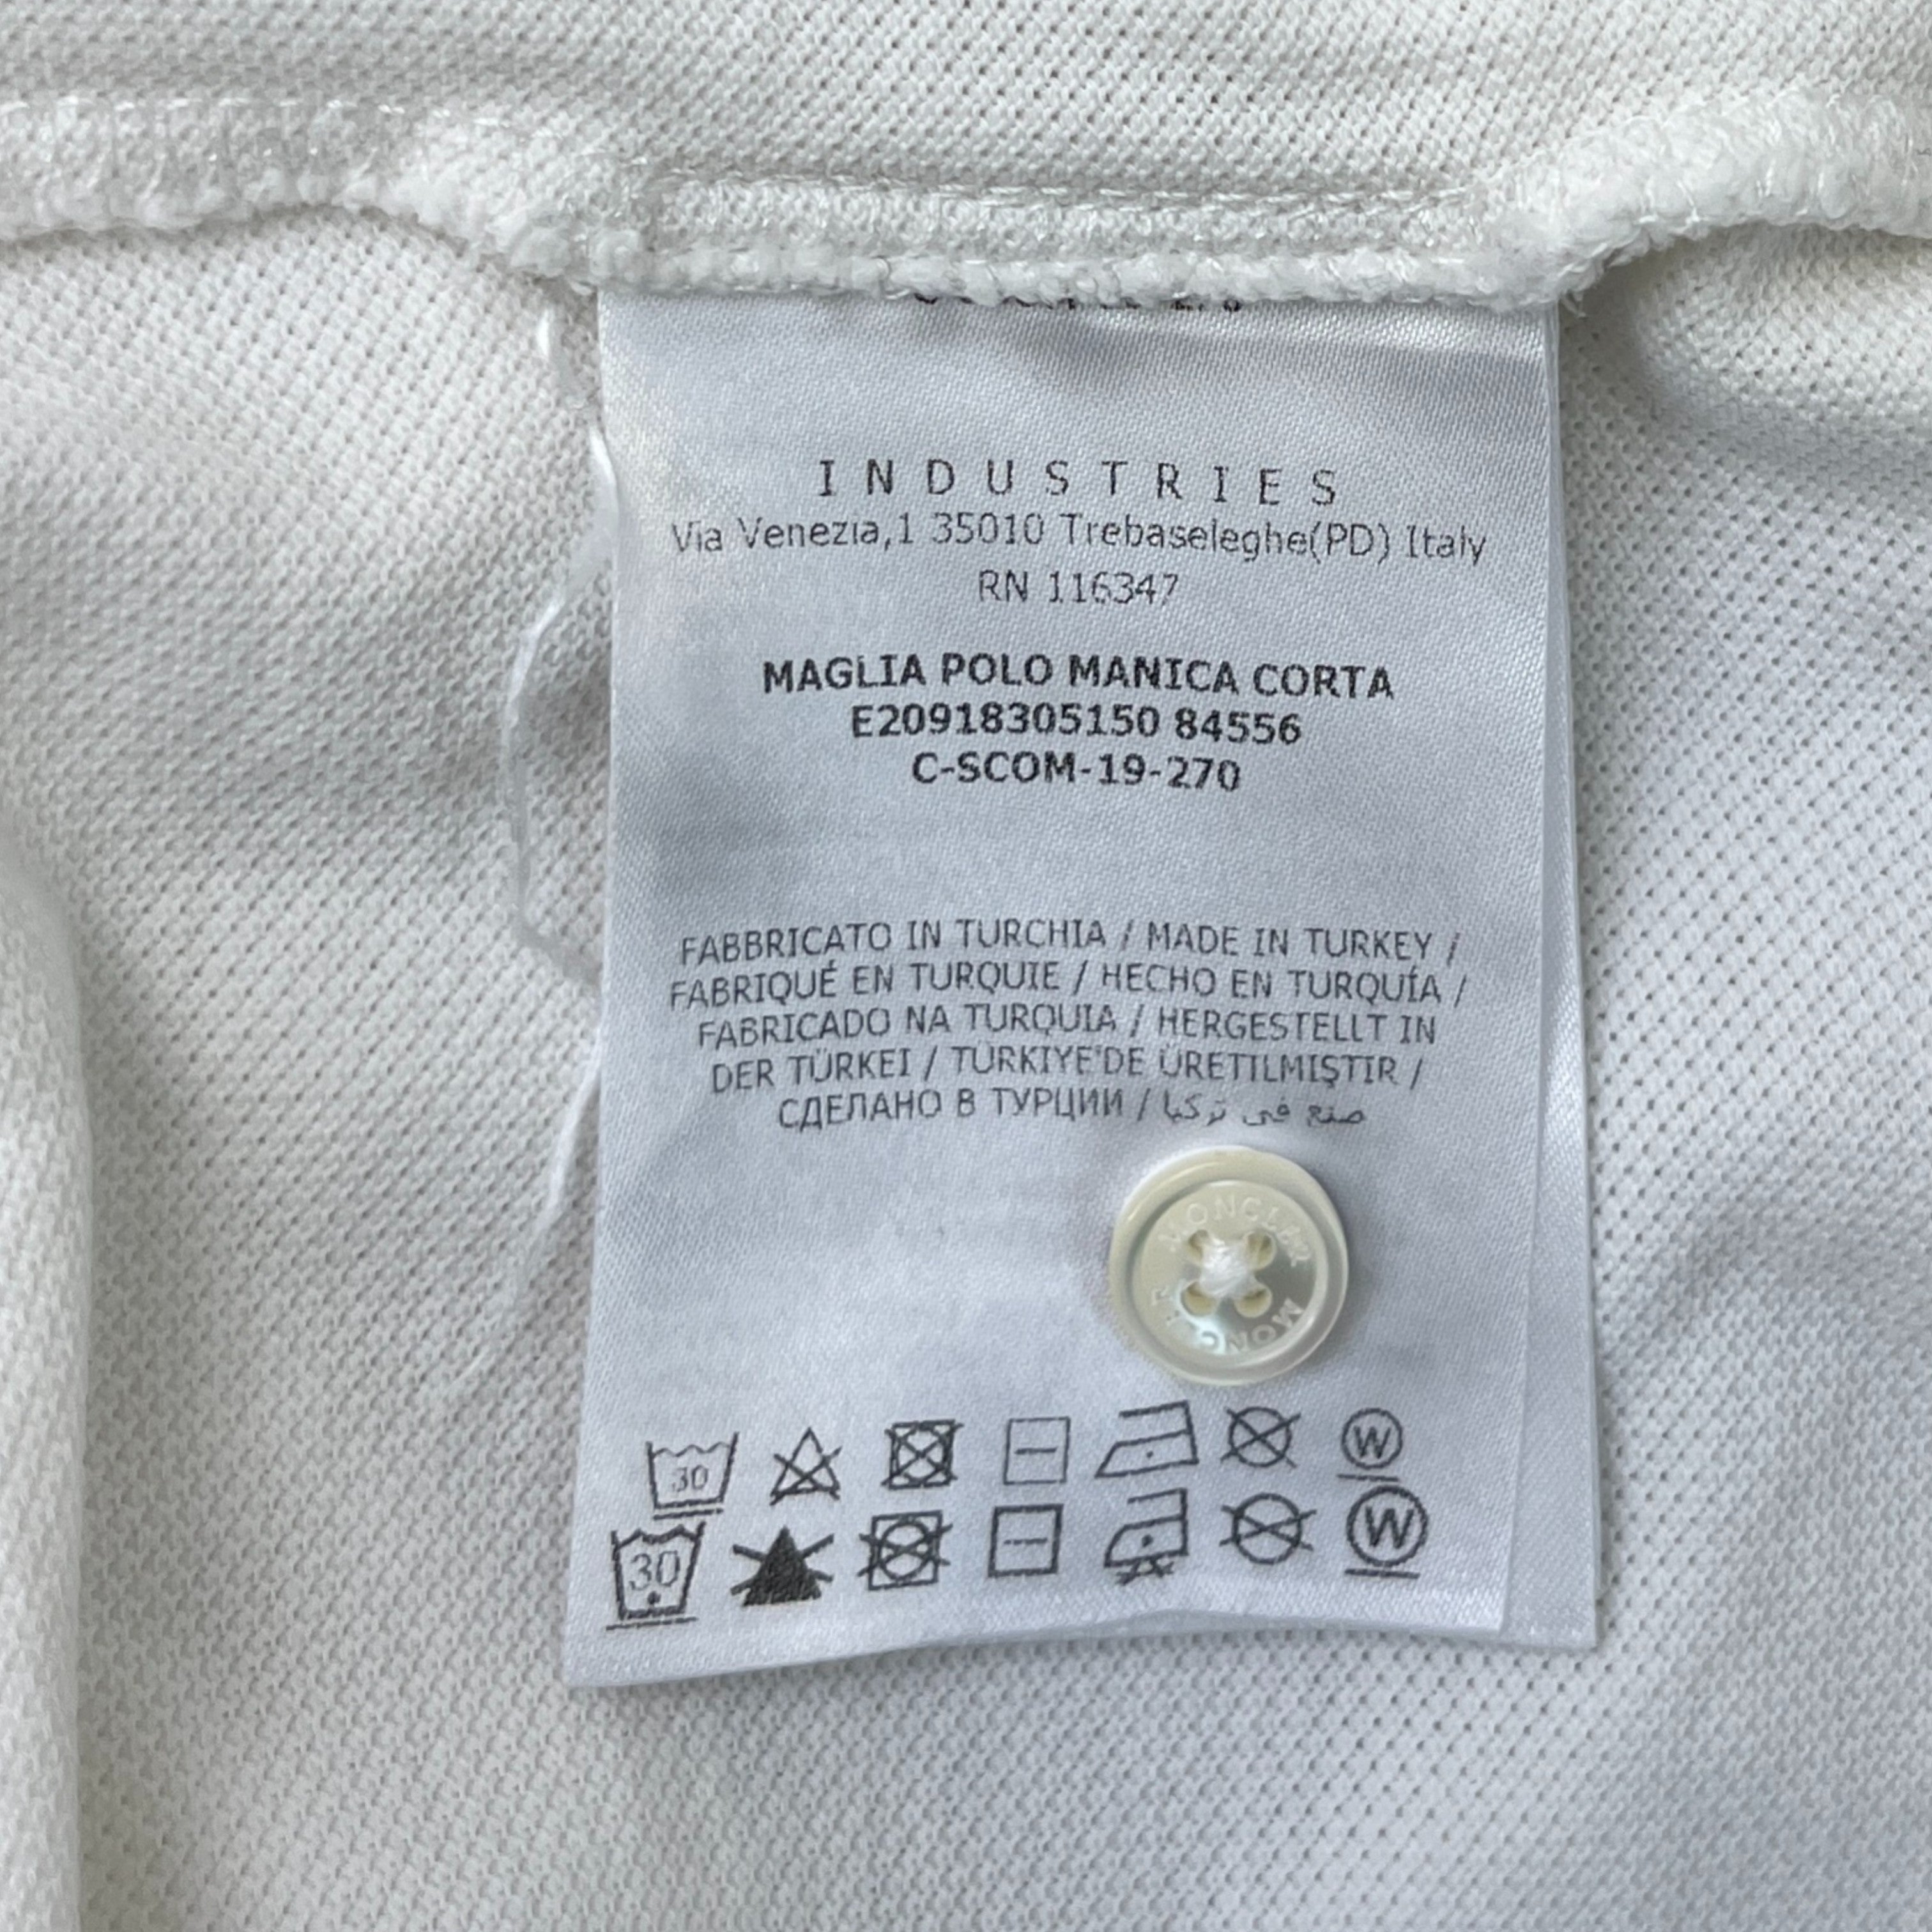 INDUSTRIES
Via Venezia,1 35010 Trebaseleghe(PD) Italy
RN 116347
MAGLIA POLO MANICA CORTA
E20918305150 84556
C-SCOM-19-270
FABBRICATO IN TURCHIA / MADE IN TURKEY /
FABRIQUÉ EN TURQUIE / HECHO EN TURQUÍA /
FABRICADO NA TURQUIA / HERGESTELLT IN
DER TÜRKEI / TÜRKIYE'DE ÜRETILMIŞTIR /
СДЕЛАНО В ТУРЦИИ / صنع في تركيا
MONCLER
MONC
30 W
30 W